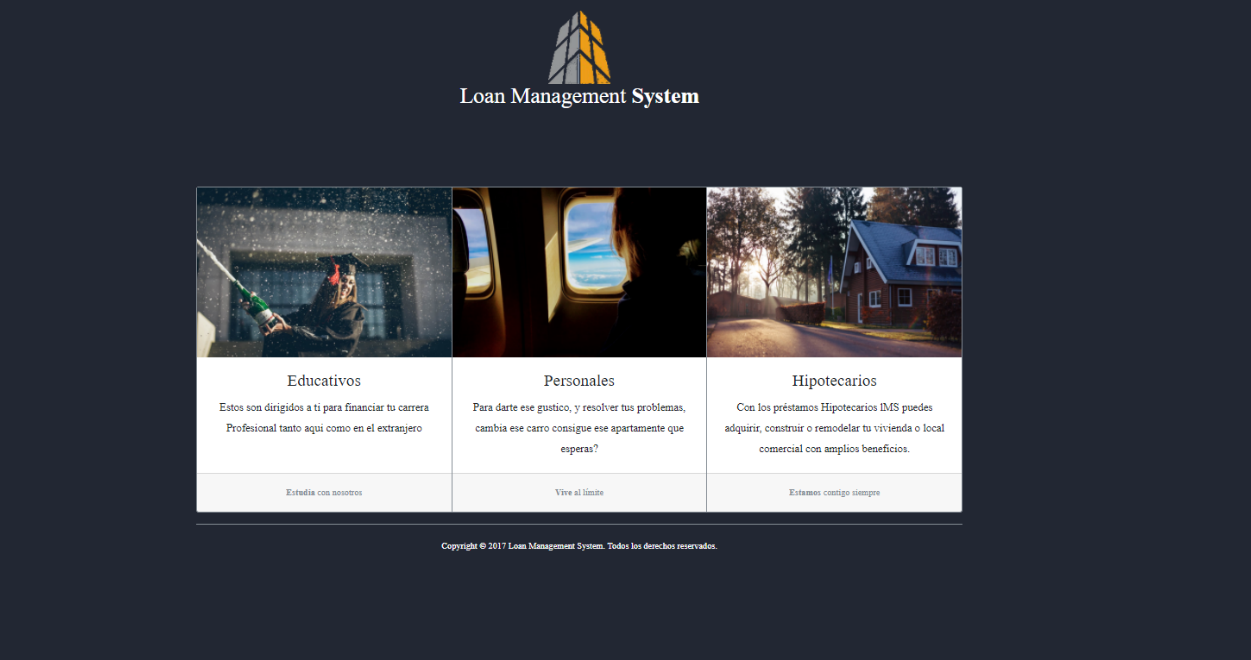 Loan Management System
Educativos
Estos son dirigidos a ti para financiar tu carrera
Profesional tanto aqui como en el extranjero
Estudia con nosotros
Personales
Para darte ese gustico, y resolver tus problemas,
cambia ese carro consigue ese apartamente que
esperas?
Vive al límite
Hipotecarios
Con los préstamos Hipotecarios lMS puedes
adquirir, construir o remodelar tu vivienda o local
comercial con amplios beneficios.
Estamos contigo siempre
Copyright © 2017 Loan Management System. Todos los derechos reservados.